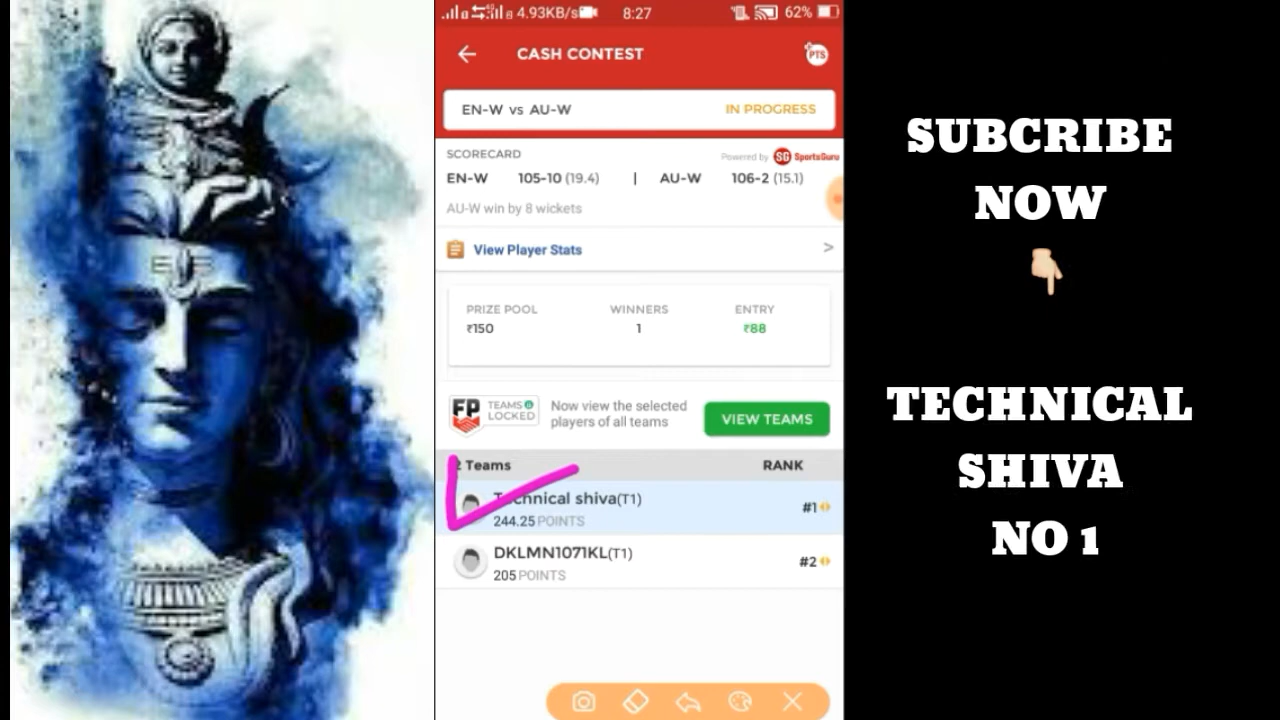 4.93KB/s 8:27 62%
CASH CONTEST
PTS
EN-W vs AU-W IN PROGRESS
SCORECARD Powered by SG SportsGuru
EN-W 105-10 (19.4) | AU-W 106-2 (15.1)
AU-W win by 8 wickets
View Player Stats >
PRIZE POOL WINNERS ENTRY
₹150 1 ₹88
FP TEAMS LOCKED
Now view the selected
players of all teams
VIEW TEAMS
2 Teams RANK
Technical shiva(T1) #1
244.25 POINTS
DKLMN1071KL(T1) #2
205 POINTS
SUBCRIBE
NOW
TECHNICAL
SHIVA
NO 1